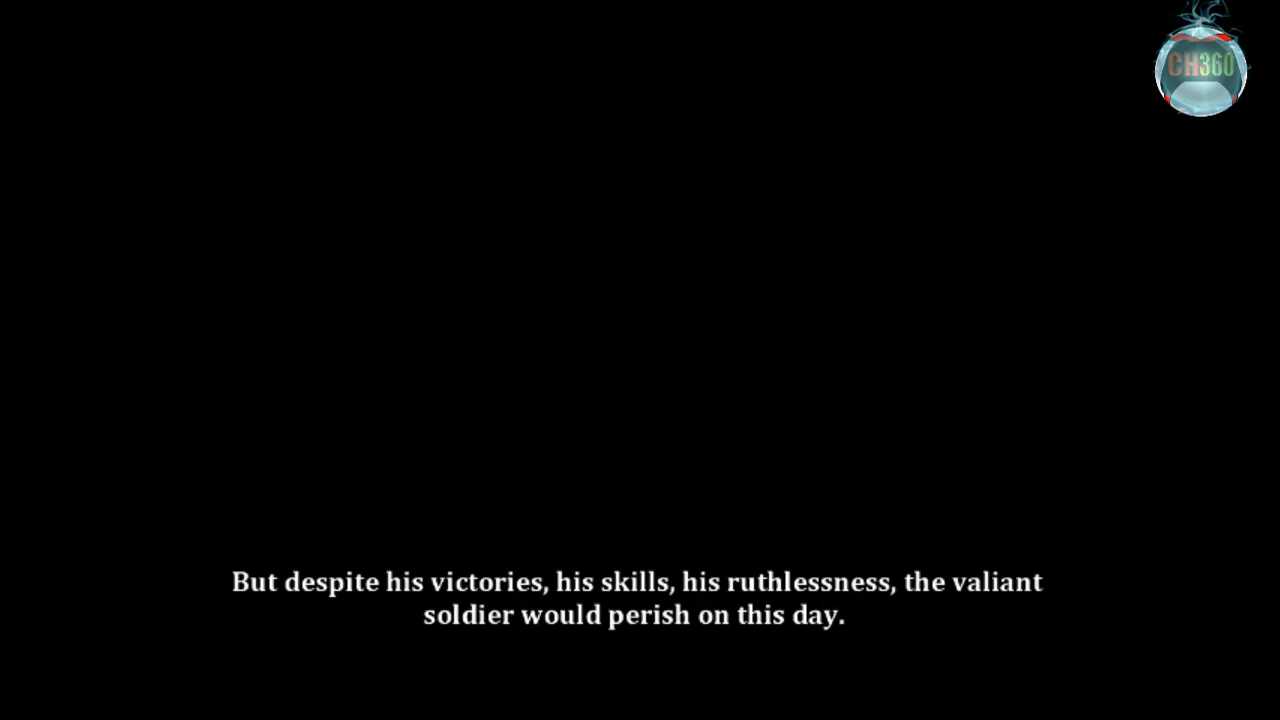 CH360
But despite his victories, his skills, his ruthlessness, the valiant
soldier would perish on this day.